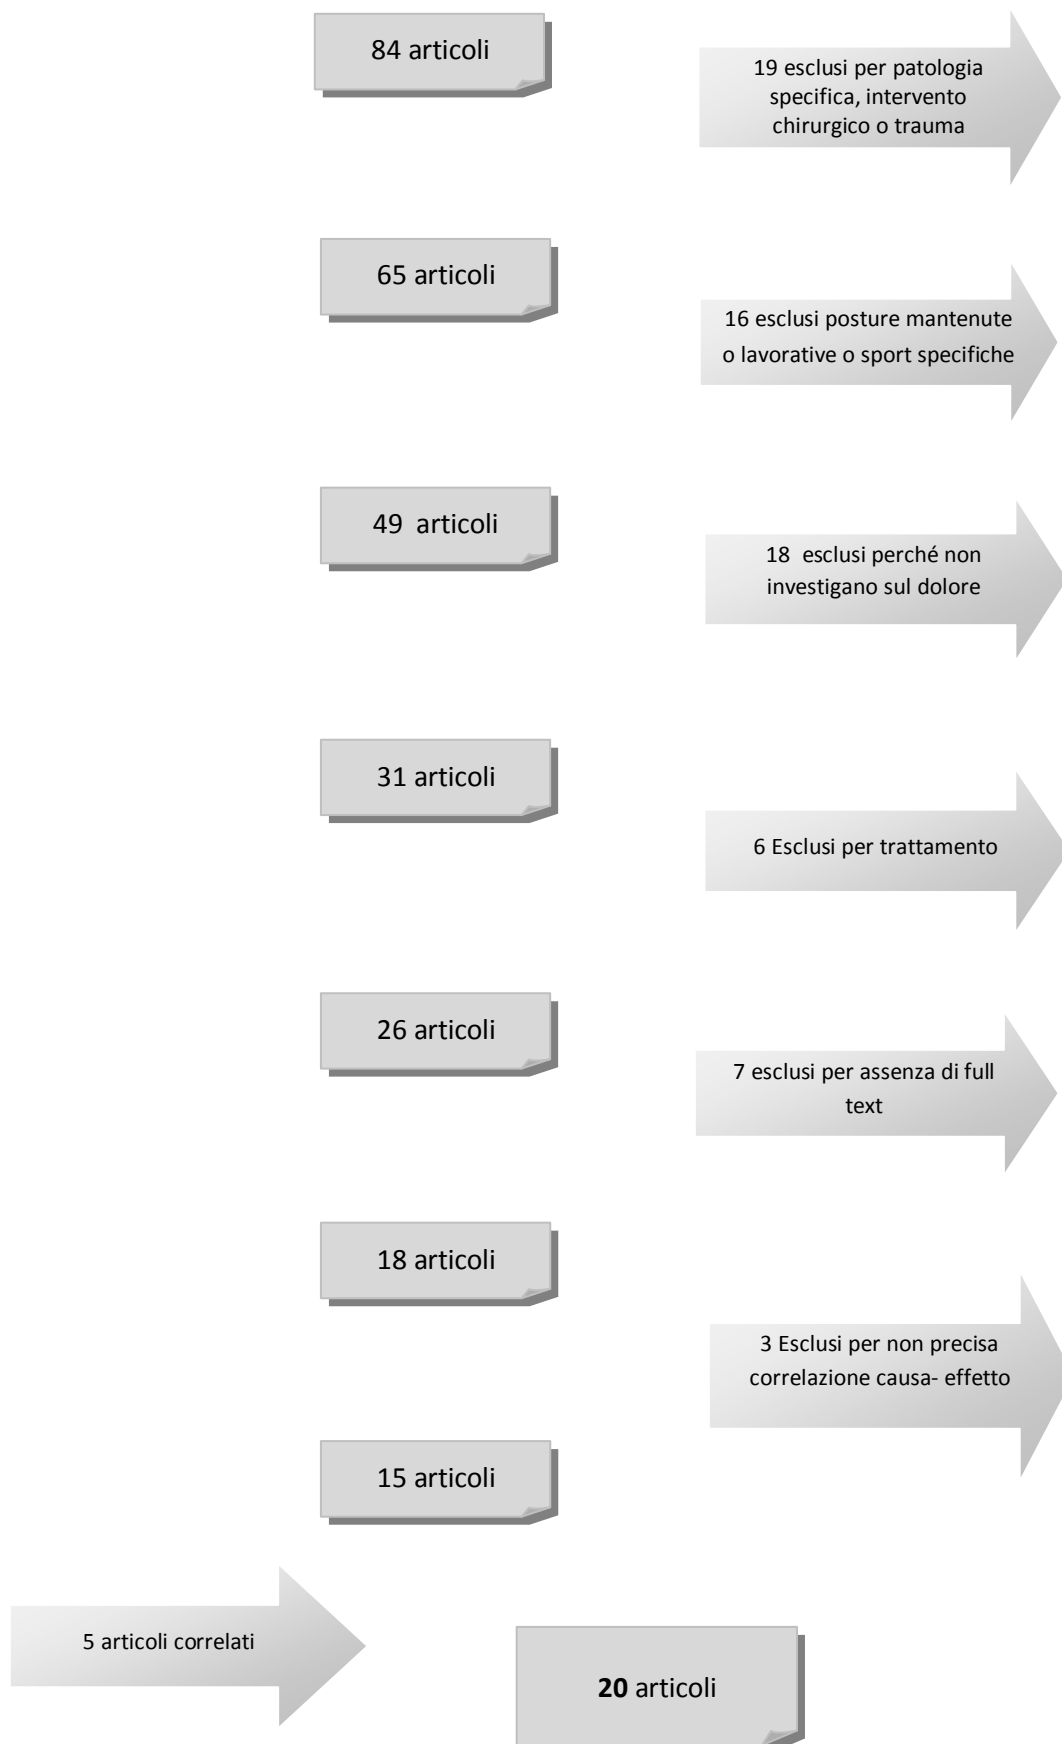 84 articoli
19 esclusi per patologia
specifica, intervento
chirurgico o trauma
65 articoli
16 esclusi posture mantenute
o lavorative o sport specifiche
49 articoli
18 esclusi perché non
investigano sul dolore
31 articoli
6 Esclusi per trattamento
26 articoli
7 esclusi per assenza di full
text
18 articoli
3 Esclusi per non precisa
correlazione causa- effetto
15 articoli
5 articoli correlati
20 articoli